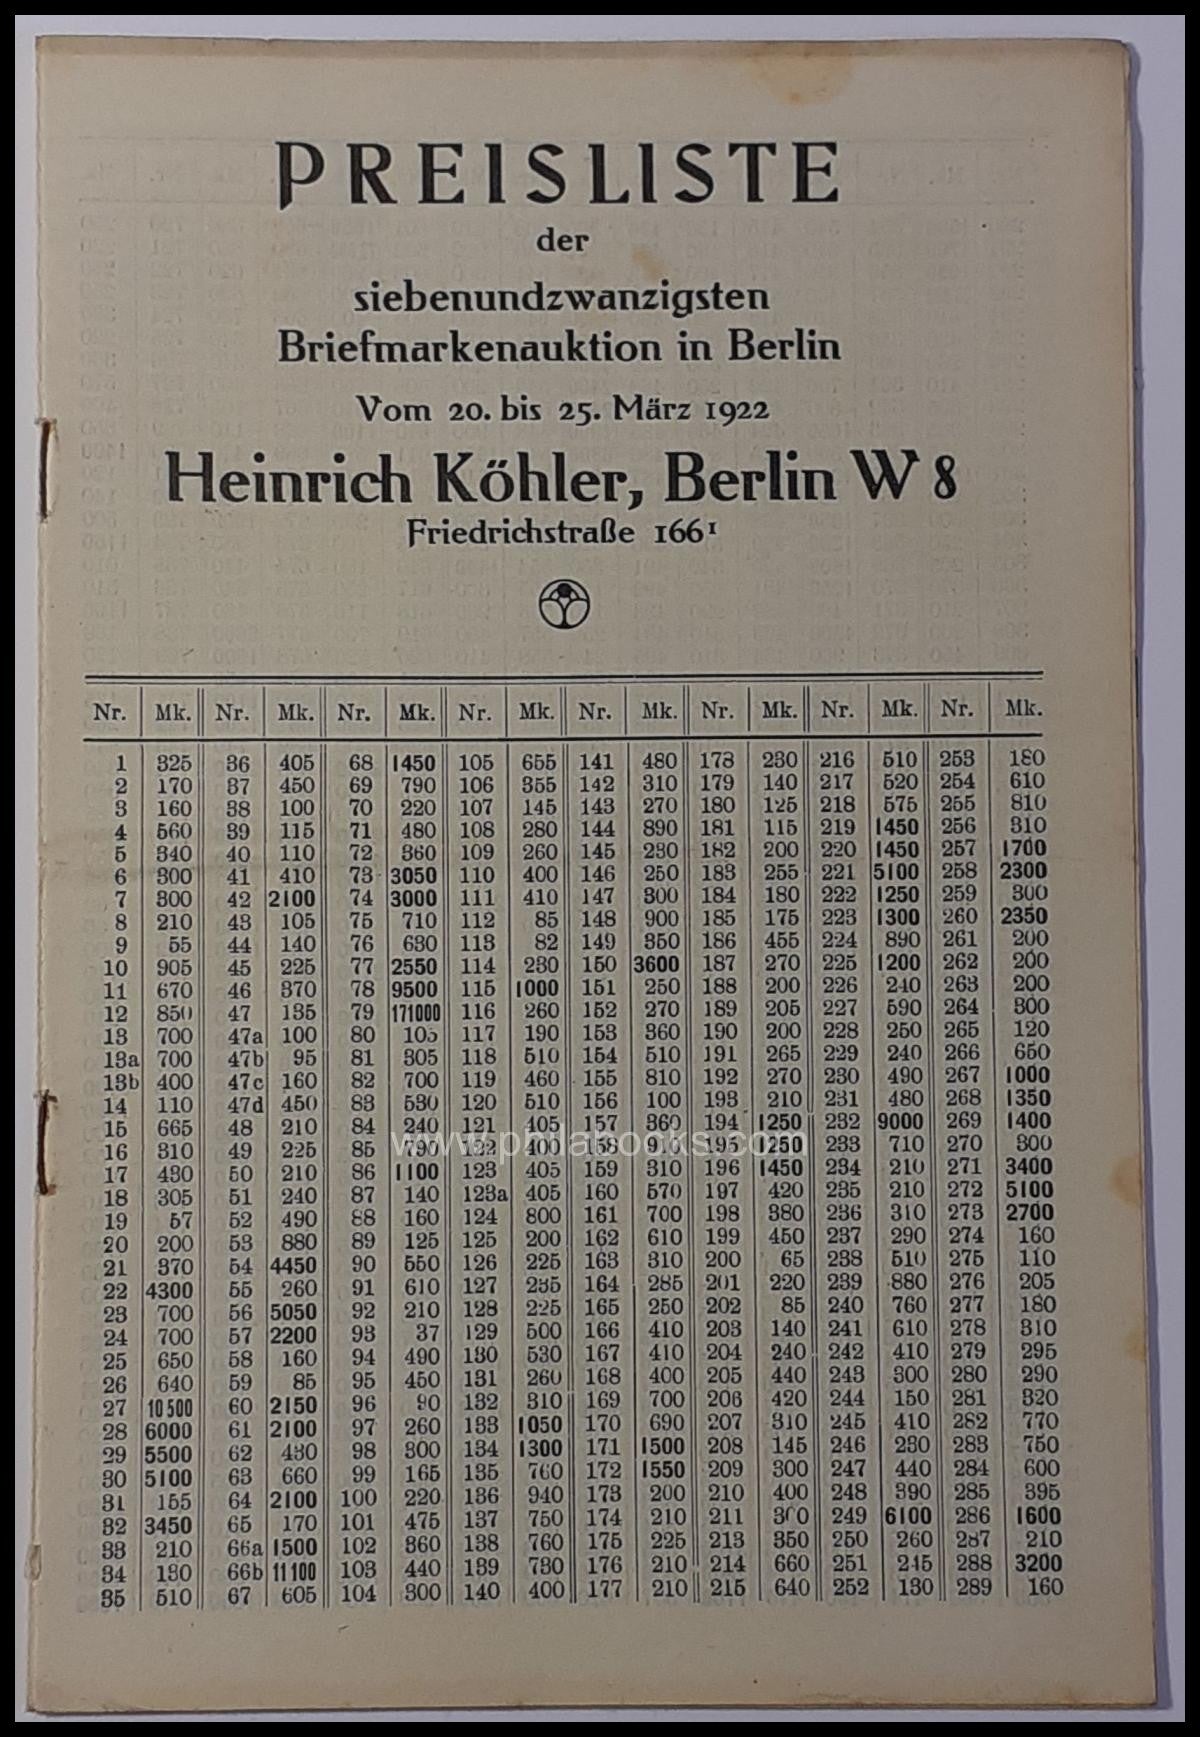 PREISLISTE
der
siebenundzwanzigsten
Briefmarkenauktion in Berlin
Vom 20. bis 25. März 1922
Heinrich Köhler, Berlin W 8
Friedrichstraße 166¹
Nr. Mk. Nr. Mk. Nr. Mk. Nr. Mk. Nr. Mk. Nr. Mk. Nr. Mk. Nr. Mk.
1 325 36 405 68 1450 105 655 141 480 178 230 216 510 253 180
2 170 37 450 69 790 106 355 142 310 179 140 217 520 254 610
3 160 38 100 70 220 107 145 143 270 180 125 218 575 255 810
4 560 39 115 71 480 108 280 144 890 181 115 219 1450 256 310
5 340 40 110 72 360 109 260 145 230 182 200 220 1450 257 1700
6 300 41 410 73 3050 110 400 146 250 183 255 221 5100 258 2300
7 300 42 2100 74 3000 111 410 147 300 184 180 222 1250 259 300
8 210 43 105 75 710 112 85 148 900 185 175 223 1300 260 2350
9 55 44 140 76 630 113 82 149 350 186 455 224 890 261 200
10 905 45 225 77 2550 114 230 150 3600 187 270 225 1200 262 200
11 670 46 370 78 9500 115 1000 151 250 188 200 226 240 263 200
12 850 47 135 79 171000 116 260 152 270 189 205 227 590 264 300
13 700 47a 100 80 105 117 190 153 360 190 200 228 250 265 120
13a 700 47b 95 81 305 118 510 154 510 191 265 229 240 266 650
13b 400 47c 160 82 700 119 460 155 810 192 270 230 490 267 1000
14 110 47d 450 83 530 120 510 156 100 193 210 231 480 268 1350
15 665 48 210 84 240 121 405 157 360 194 1250 232 9000 269 1400
16 310 49 225 85 790 122 400 158 195 1250 233 710 270 300
17 430 50 210 86 1100 123 405 159 310 196 1450 234 210 271 3400
18 305 51 240 87 140 123a 405 160 570 197 420 235 210 272 5100
19 57 52 490 88 160 124 800 161 700 198 380 236 310 273 2700
20 200 53 880 89 125 125 200 162 610 199 450 237 290 274 160
21 370 54 4450 90 550 126 225 163 310 200 65 238 510 275 110
22 4300 55 260 91 610 127 235 164 285 201 220 239 880 276 205
23 700 56 5050 92 210 128 225 165 250 202 85 240 760 277 180
24 700 57 2200 93 37 129 500 166 410 203 140 241 610 278 310
25 650 58 160 94 490 130 530 167 410 204 240 242 410 279 295
26 640 59 85 95 450 131 260 168 400 205 440 243 300 280 290
27 10500 60 2150 96 90 132 310 169 700 206 420 244 150 281 320
28 6000 61 2100 97 260 133 1050 170 690 207 310 245 410 282 770
29 5500 62 430 98 300 134 1300 171 1500 208 145 246 230 283 750
30 5100 63 660 99 165 135 760 172 1550 209 300 247 440 284 600
31 155 64 2100 100 220 136 940 173 200 210 400 248 390 285 395
32 3450 65 170 101 475 137 750 174 210 211 300 249 6100 286 1600
33 210 66a 1500 102 360 138 760 175 225 213 350 250 260 287 210
34 130 66b 11100 103 440 139 730 176 210 214 660 251 245 288 3200
35 510 67 605 104 300 140 400 177 210 215 640 252 130 289 160
www.philabooks.com